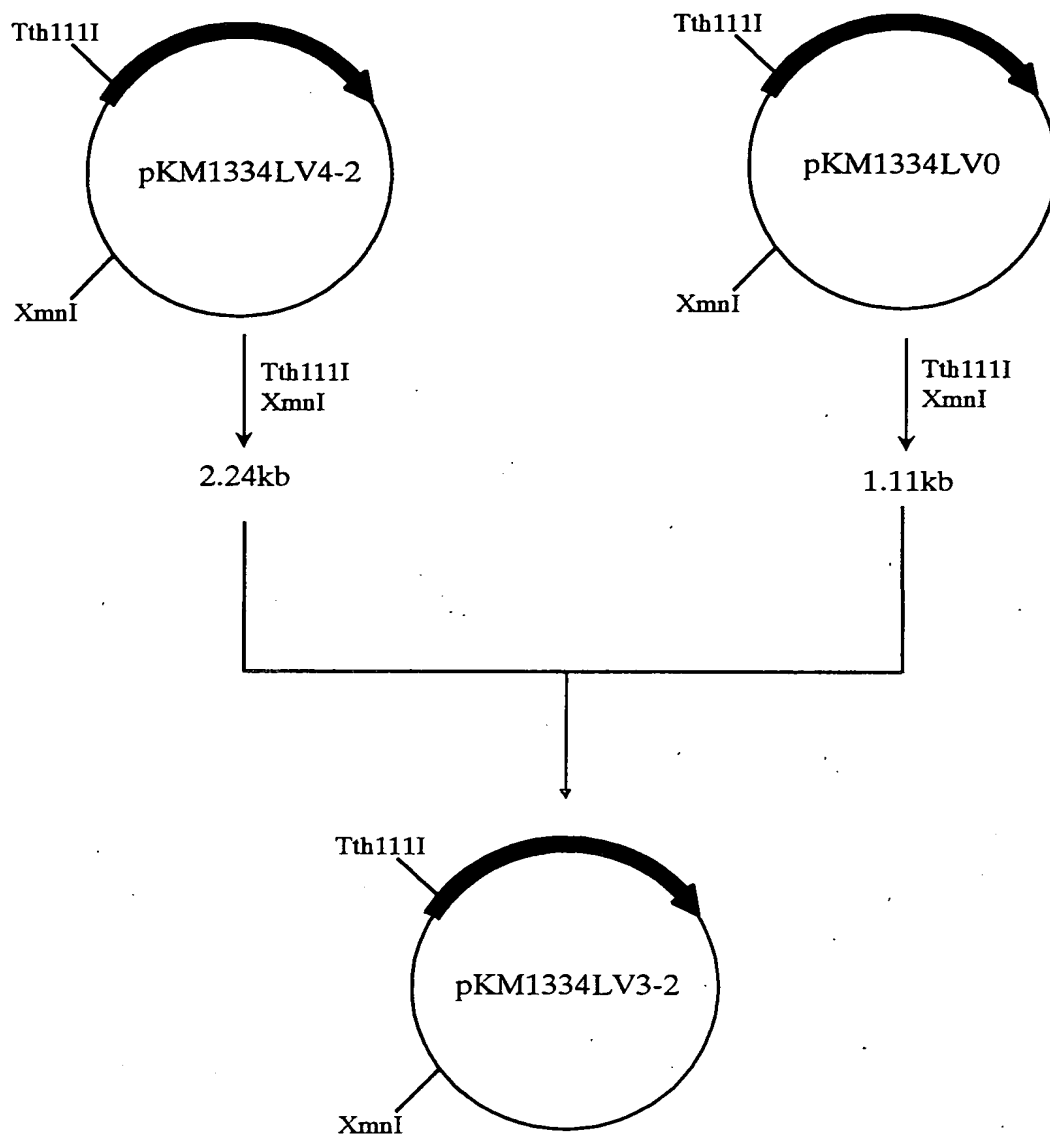 Tth111I
pKM1334LV4-2
XmnI
Tth111I
XmnI
2.24kb
Tth111I
pKM1334LV0
XmnI
Tth111I
XmnI
1.11kb
Tth111I
pKM1334LV3-2
XmnI